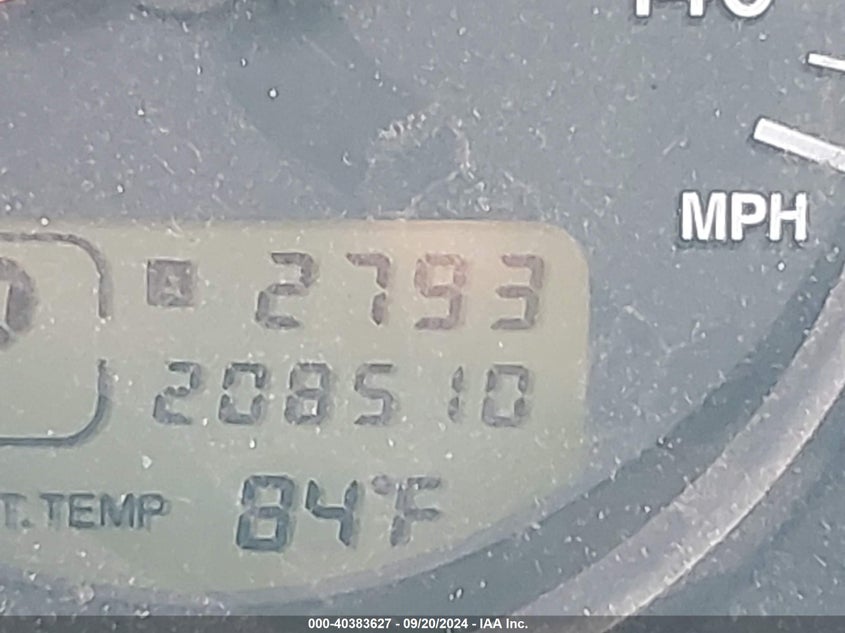 140
MPH
A 2793
208510
T. TEMP 84°F
000-40383627 - 09/20/2024 - IAA Inc.